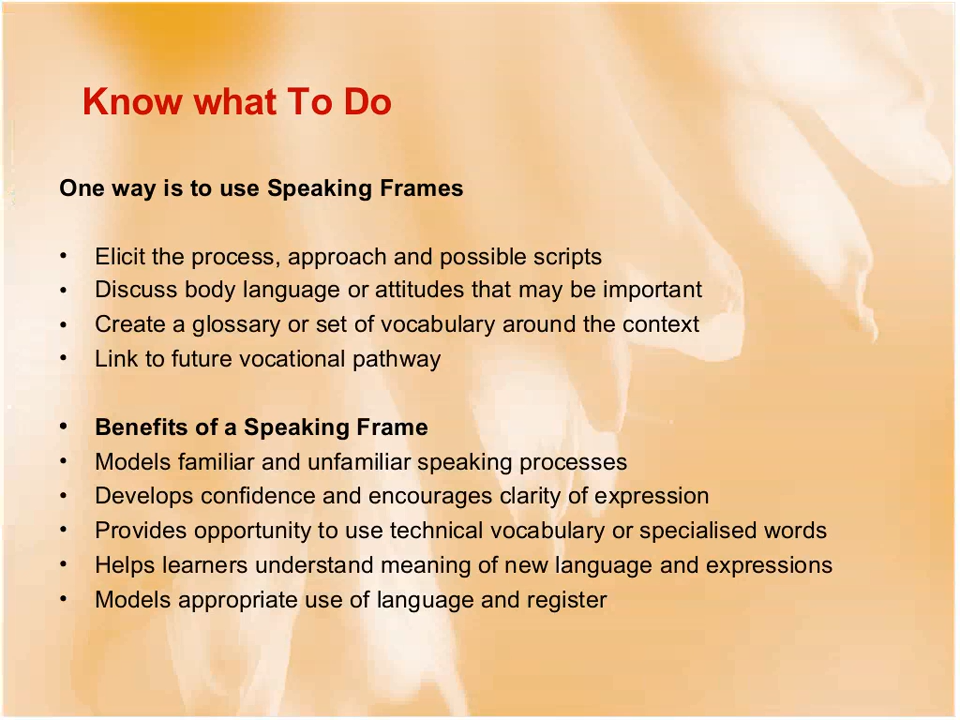 Know what To Do
One way is to use Speaking Frames
• Elicit the process, approach and possible scripts
• Discuss body language or attitudes that may be important
• Create a glossary or set of vocabulary around the context
• Link to future vocational pathway
• Benefits of a Speaking Frame
• Models familiar and unfamiliar speaking processes
• Develops confidence and encourages clarity of expression
• Provides opportunity to use technical vocabulary or specialised words
• Helps learners understand meaning of new language and expressions
• Models appropriate use of language and register